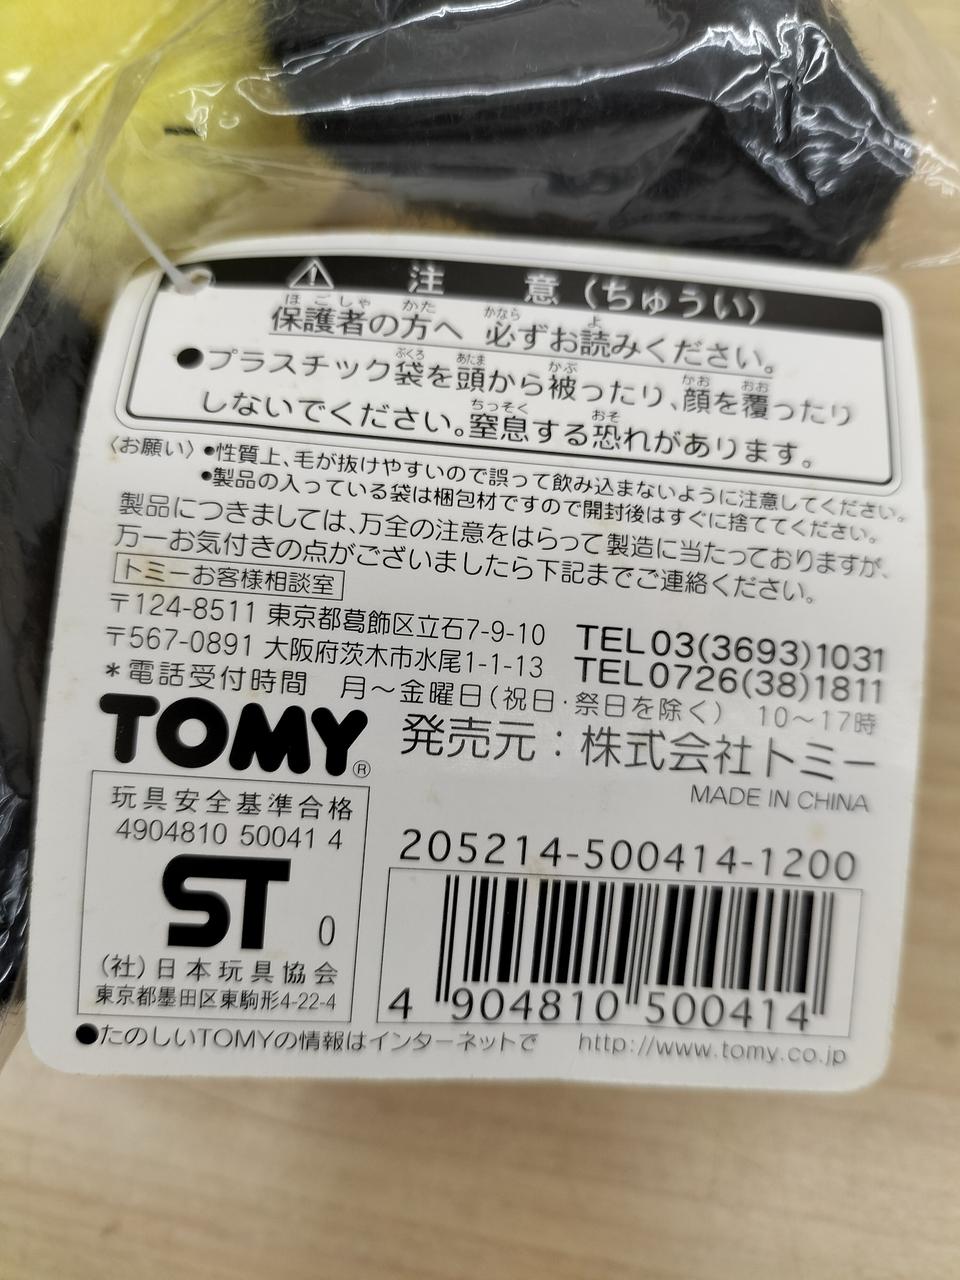 ⚠ 注意(ちゅうい)
保護者の方へ 必ずお読みください。
●プラスチック袋を頭から被ったり、顔を覆ったり
しないでください。窒息する恐れがあります。
〈お願い〉●性質上、毛が抜けやすいので誤って飲み込まないように注意してください。
●製品の入っている袋は梱包材ですので開封後はすぐに捨ててください。
製品につきましては、万全の注意をはらって製造に当たっておりますが、
万一お気付きの点がございましたら下記までご連絡ください。
トミーお客様相談室
〒124-8511 東京都葛飾区立石7-9-10 TEL03(3693)1031
〒567-0891 大阪府茨木市水尾1-1-13 TEL0726(38)1811
*電話受付時間 月〜金曜日(祝日·祭日を除く) 10〜17時
TOMY® 発売元:株式会社トミー
MADE IN CHINA
玩具安全基準合格
4904810 50041 4
ST 0
(社)日本玩具協会
東京都墨田区東駒形4-22-4
205214-500414-1200
4 904810 500414
●たのしいTOMYの情報はインターネットで http://www.tomy.co.jp